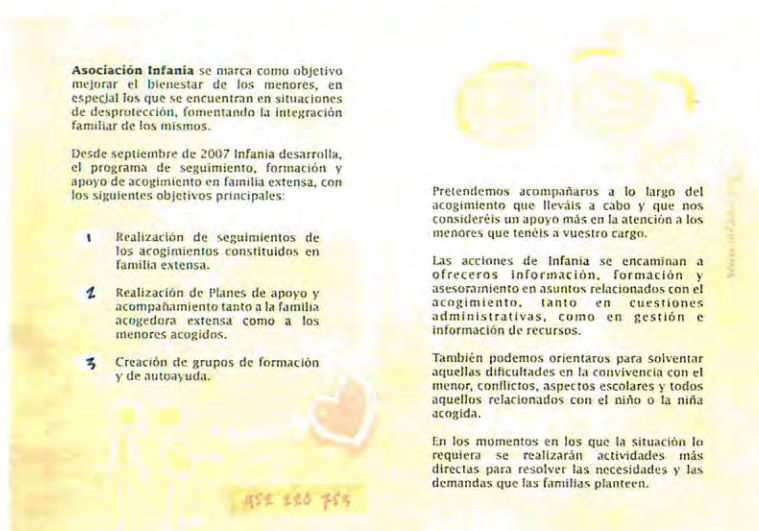 Asociación Infania se marca como objetivo
mejorar el bienestar de los menores, en
especial los que se encuentran en situaciones
de desprotección, fomentando la integración
familiar de los mismos.
Desde septiembre de 2007 Infania desarrolla,
el programa de seguimiento, formación y
apoyo de acogimiento en familia extensa, con
los siguientes objetivos principales:
1 Realización de seguimientos de
los acogimientos constituidos en
familia extensa.
2 Realización de Planes de apoyo y
acompañamiento tanto a la familia
acogedora extensa como a los
menores acogidos.
3 Creación de grupos de formación
y de autoayuda.
952 220 753
Pretendemos acompañaros a lo largo del
acogimiento que lleváis a cabo y que nos
consideréis un apoyo más en la atención a los
menores que tenéis a vuestro cargo.
Las acciones de Infania se encaminan a
ofreceros información, formación y
asesoramiento en asuntos relacionados con el
acogimiento, tanto en cuestiones
administrativas, como en gestión e
información de recursos.
También podemos orientaros para solventar
aquellas dificultades en la convivencia con el
menor, conflictos, aspectos escolares y todos
aquellos relacionados con el niño o la niña
acogida.
En los momentos en los que la situación lo
requiera se realizarán actividades más
directas para resolver las necesidades y las
demandas que las familias planteen.